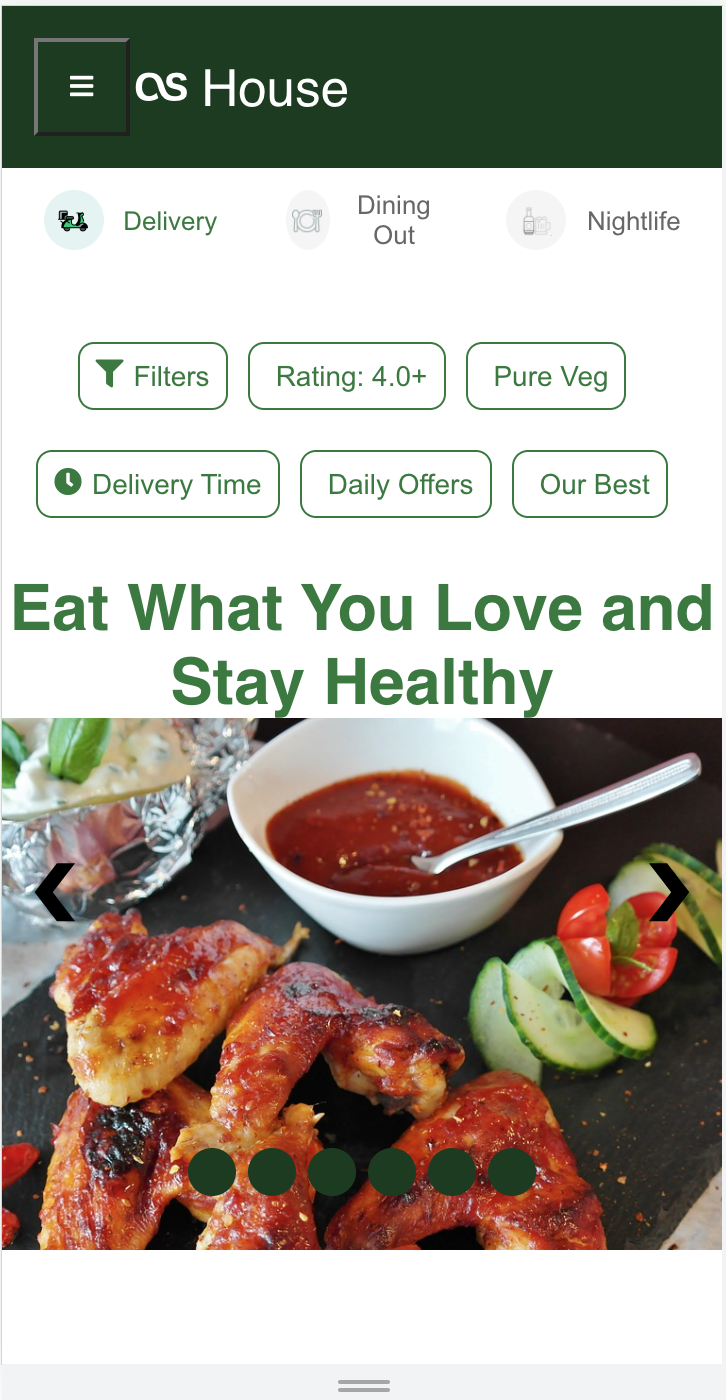 as House
Delivery
Dining
Out
Nightlife
Filters
Rating: 4.0+
Pure Veg
Delivery Time
Daily Offers
Our Best
Eat What You Love and
Stay Healthy